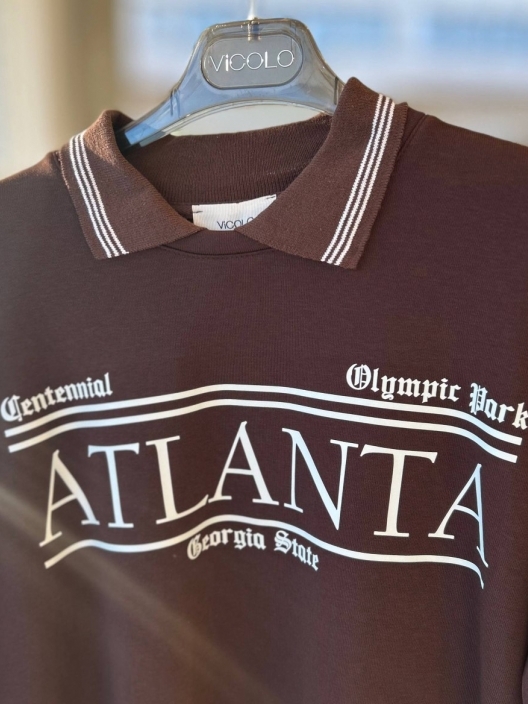 ViCOLO
ViCOLO
Centennial Olympic Park
ATLANTA
Georgia State